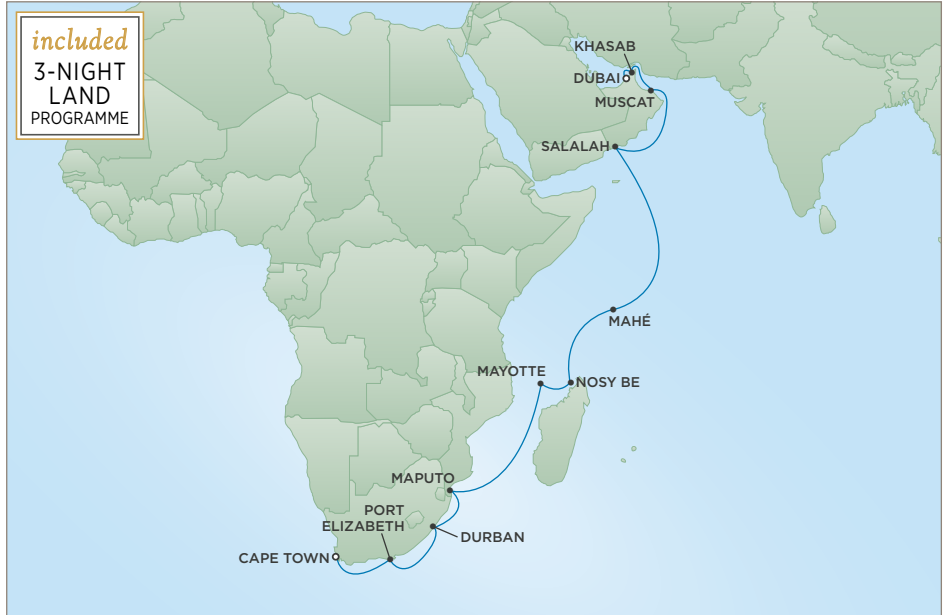 included
3-NIGHT
LAND
PROGRAMME
KHASAB
DUBAI
MUSCAT
SALALAH
MAHÉ
MAYOTTE
NOSY BE
MAPUTO
PORT
ELIZABETH
DURBAN
CAPE TOWN